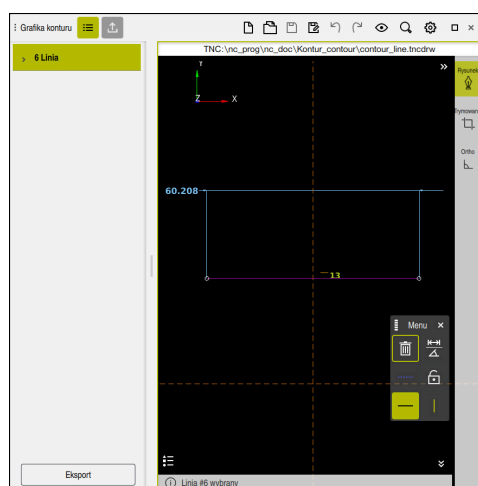 Grafika konturu
TNC:\nc_prog\nc_doc\Kontur_contour\contour_line.tncdrw
6 Linia
Y
Z
X
Rysunek
Ortho
60.208
13
Menu
Eksport
Linia #6 wybrany